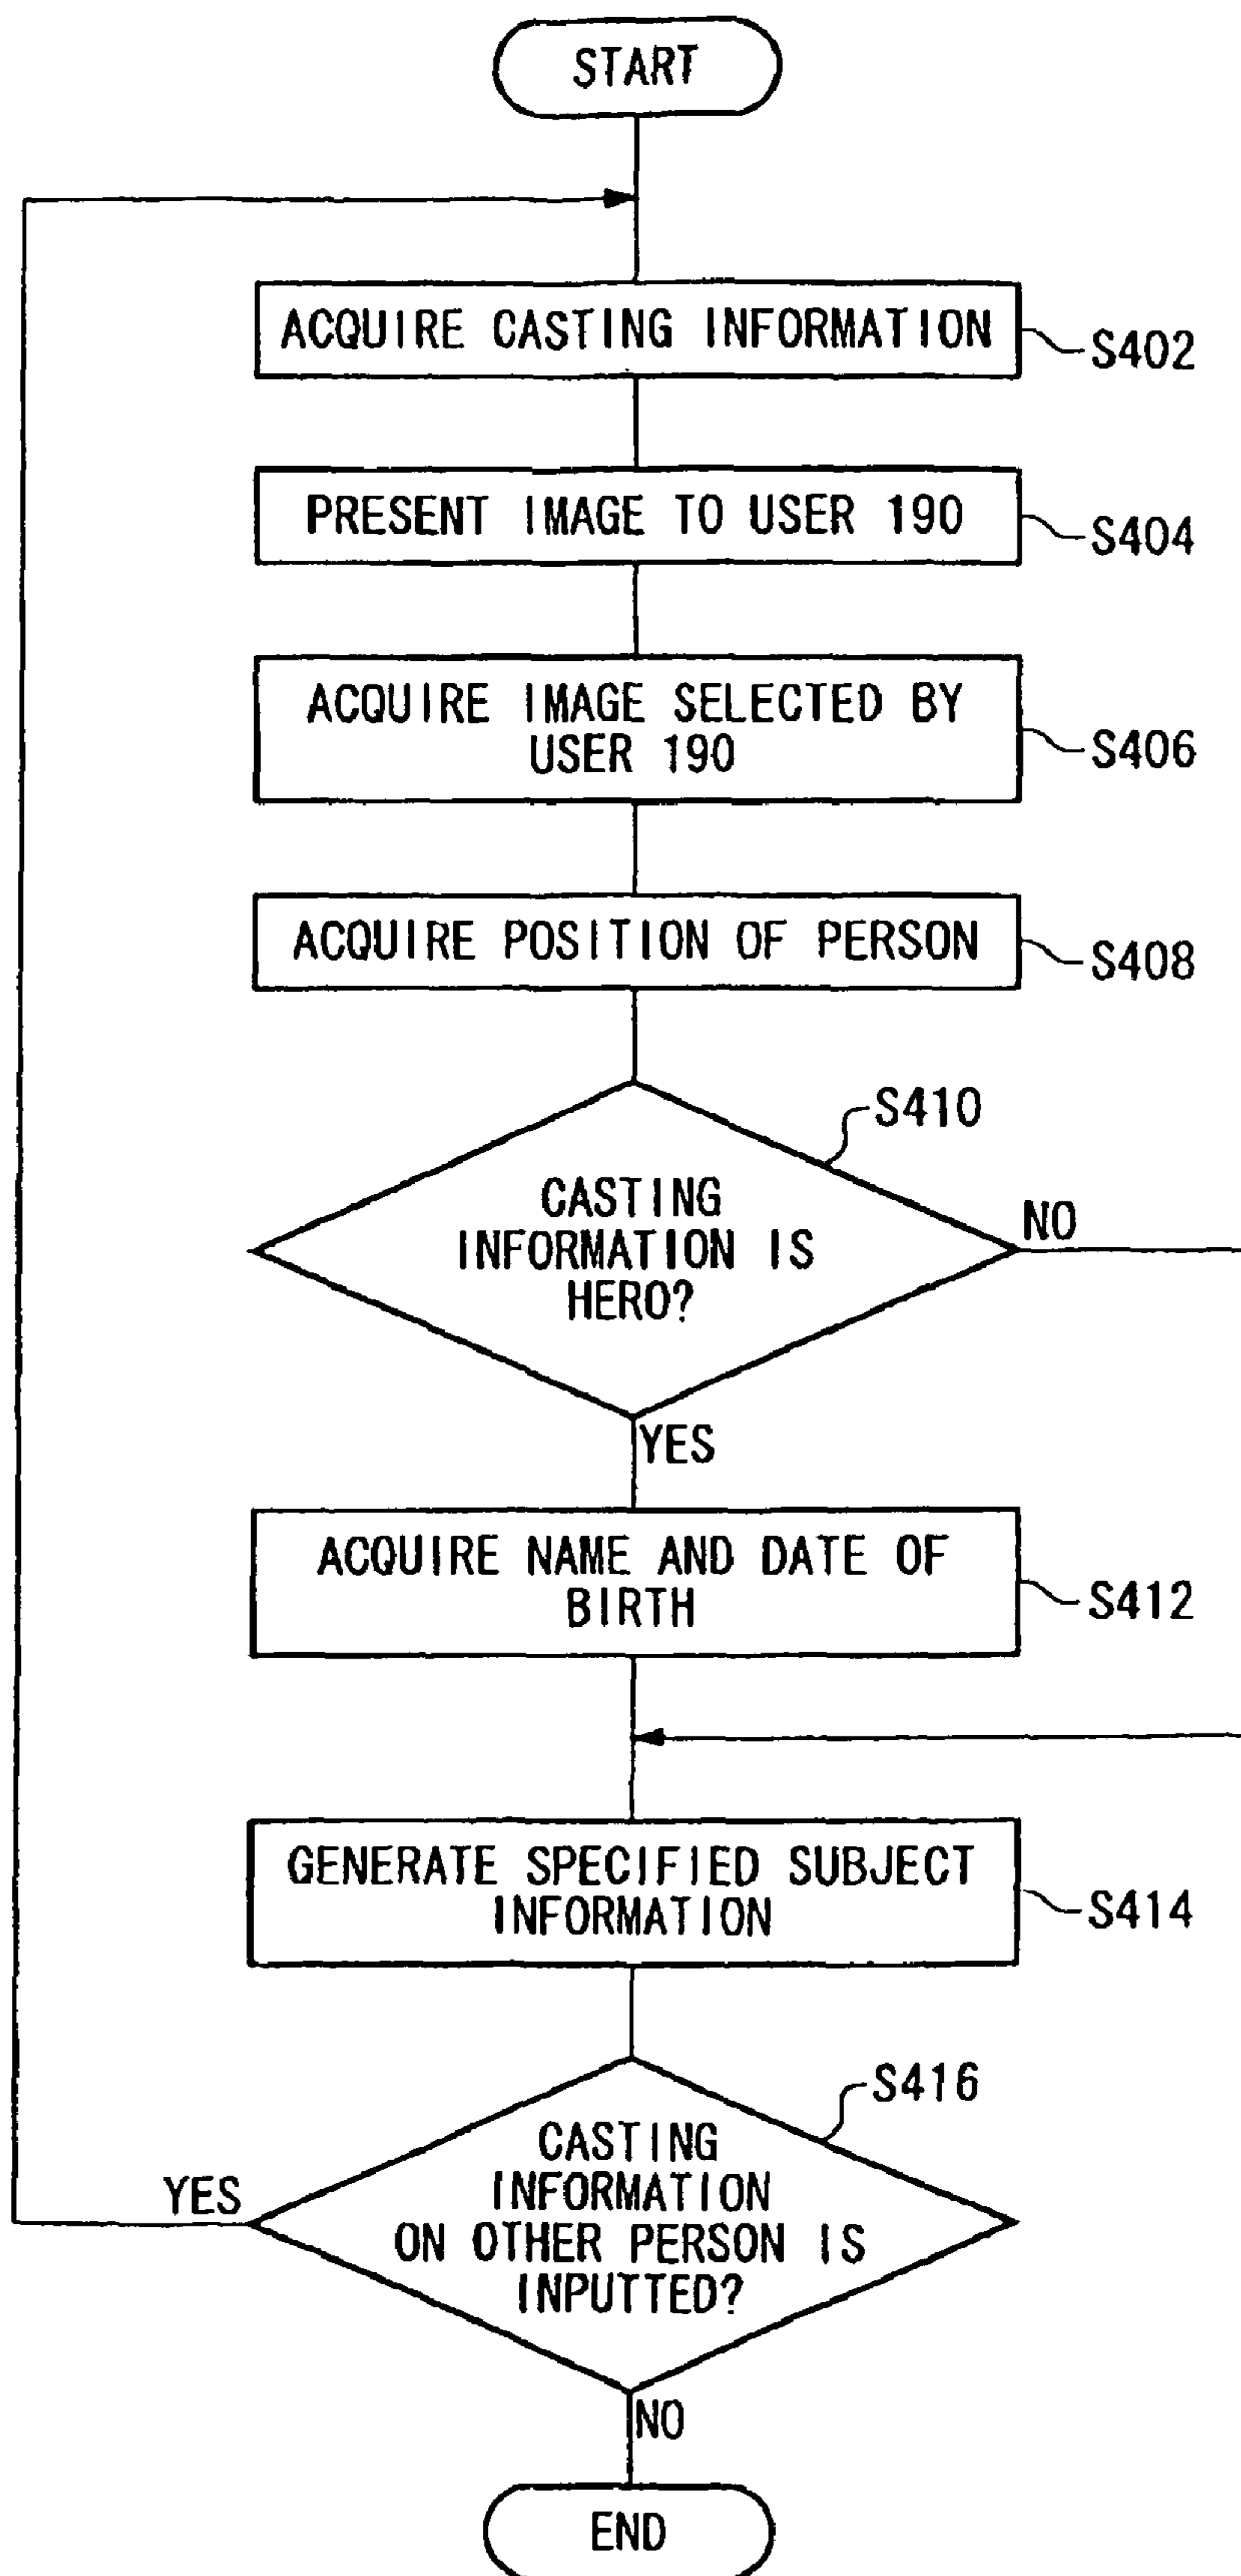 START
ACQUIRE CASTING INFORMATION
S402
PRESENT IMAGE TO USER 190
S404
ACQUIRE IMAGE SELECTED BY
USER 190
S406
ACQUIRE POSITION OF PERSON
S408
S410
CASTING
INFORMATION IS
HERO?
NO
YES
ACQUIRE NAME AND DATE OF
BIRTH
S412
GENERATE SPECIFIED SUBJECT
INFORMATION
S414
S416
CASTING
INFORMATION
ON OTHER PERSON IS
INPUTTED?
YES
NO
END